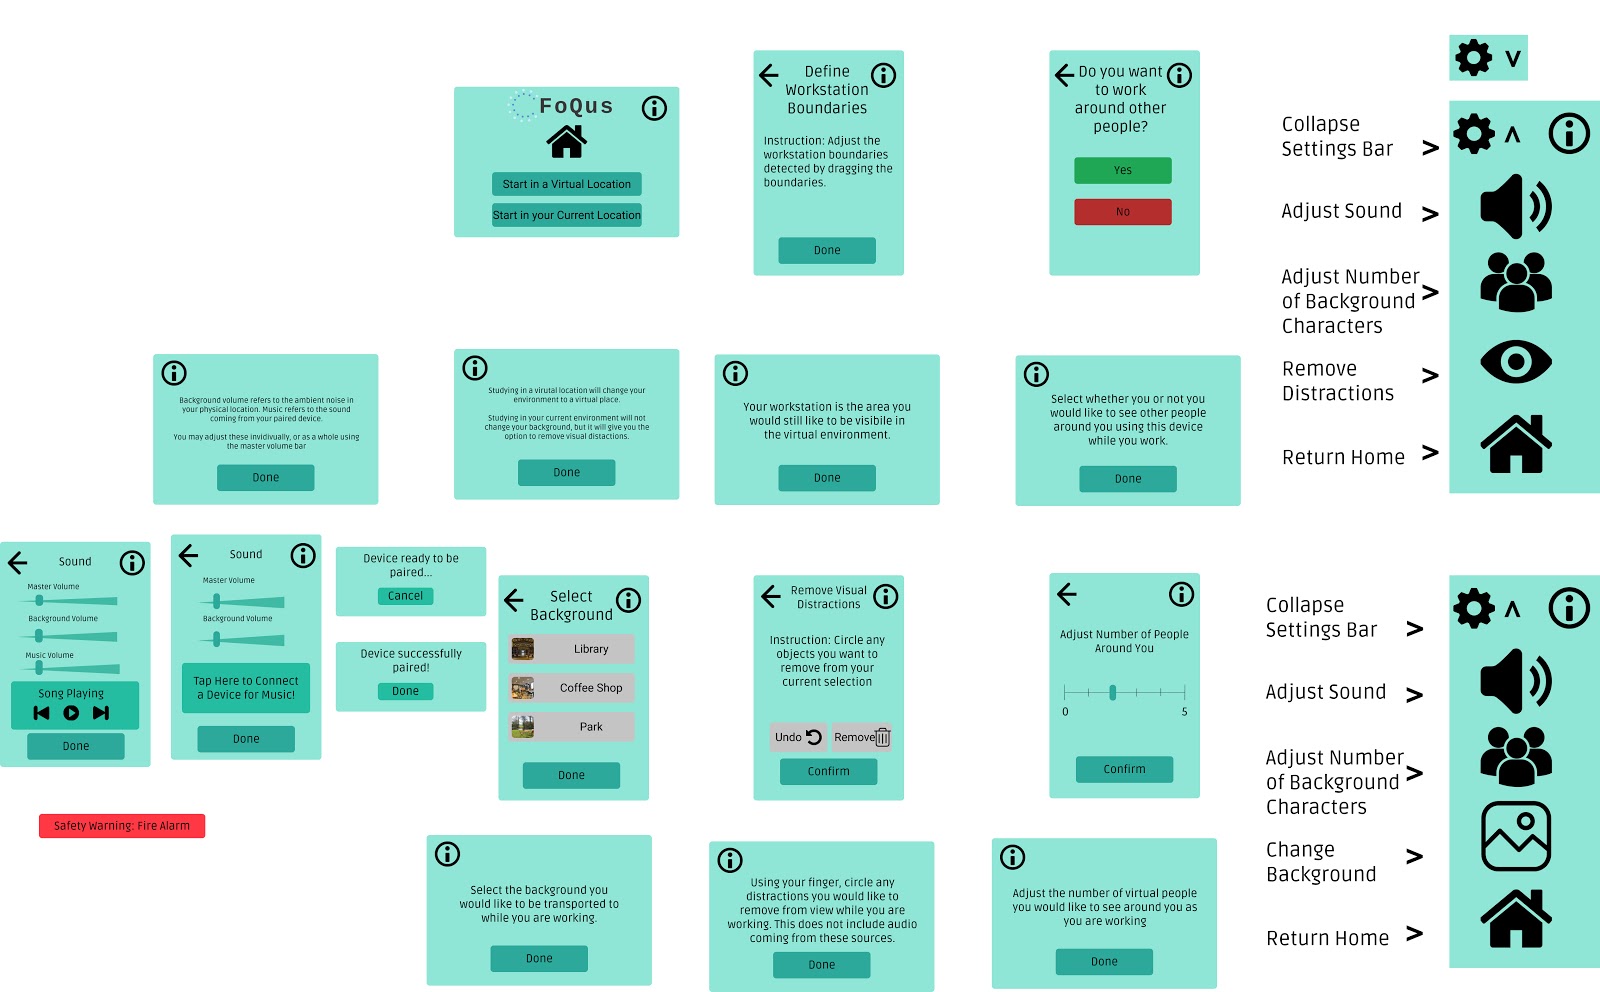 FoQus
Start in a Virtual Location
Start in your Current Location
Define
Workstation
Boundaries
Instruction: Adjust the
workstation boundaries
detected by dragging the
boundaries.
Done
Do you want
to work
around other
people?
Yes
No
V
Collapse
Settings Bar >
Adjust Sound >
Adjust Number
of Background >
Characters
Remove
Distractions >
Return Home >
Background volume refers to the ambient noise in
your physical location. Music refers to the sound
coming from your paired device.
You may adjust these invidivually, or as a whole using
the master volume bar
Done
Studying in a virutal location will change your
environment to a virtual place.
Studying in your current environment will not
change your background, but it will give you the
option to remove visual distactions.
Done
Your workstation is the area you
would still like to be visibile in
the virtual environment.
Done
Select whether you or not you
would like to see other people
around you using this device
while you work.
Done
Sound
Master Volume
Background Volume
Music Volume
Song Playing
Done
Sound
Master Volume
Background Volume
Tap Here to Connect
a Device for Music!
Done
Device ready to be
paired...
Cancel
Device successfully
paired!
Done
Select
Background
Library
Coffee Shop
Park
Done
Remove Visual
Distractions
Instruction: Circle any
objects you want to
remove from your
current selection
Undo
Remove
Confirm
Adjust Number of People
Around You
0 5
Confirm
Collapse
Settings Bar >
Adjust Sound >
Adjust Number
of Background >
Characters
Change
Background >
Return Home >
Safety Warning: Fire Alarm
Select the background you
would like to be transported to
while you are working.
Done
Using your finger, circle any
distractions you would like to
remove from view while you are
working. This does not include audio
coming from these sources.
Done
Adjust the number of virtual people
you would like to see around you as
you are working
Done